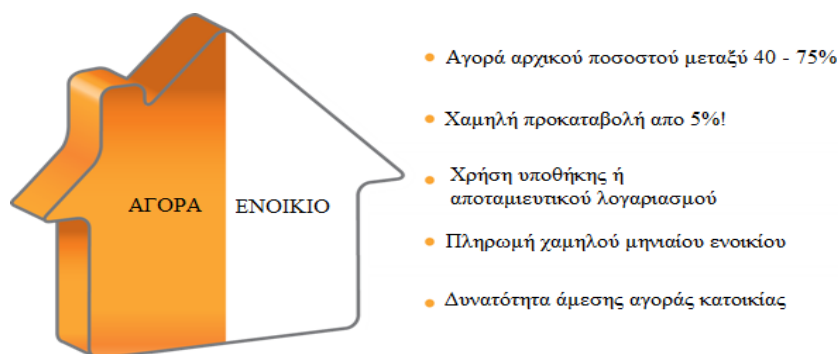 ΑΓΟΡΑ
ΕΝΟΙΚΙΟ
Αγορά αρχικού ποσοστού μεταξύ 40 - 75%
Χαμηλή προκαταβολή απο 5%!
Χρήση υποθήκης ή
αποταμιευτικού λογαριασμού
Πληρωμή χαμηλού μηνιαίου ενοικίου
Δυνατότητα άμεσης αγοράς κατοικίας